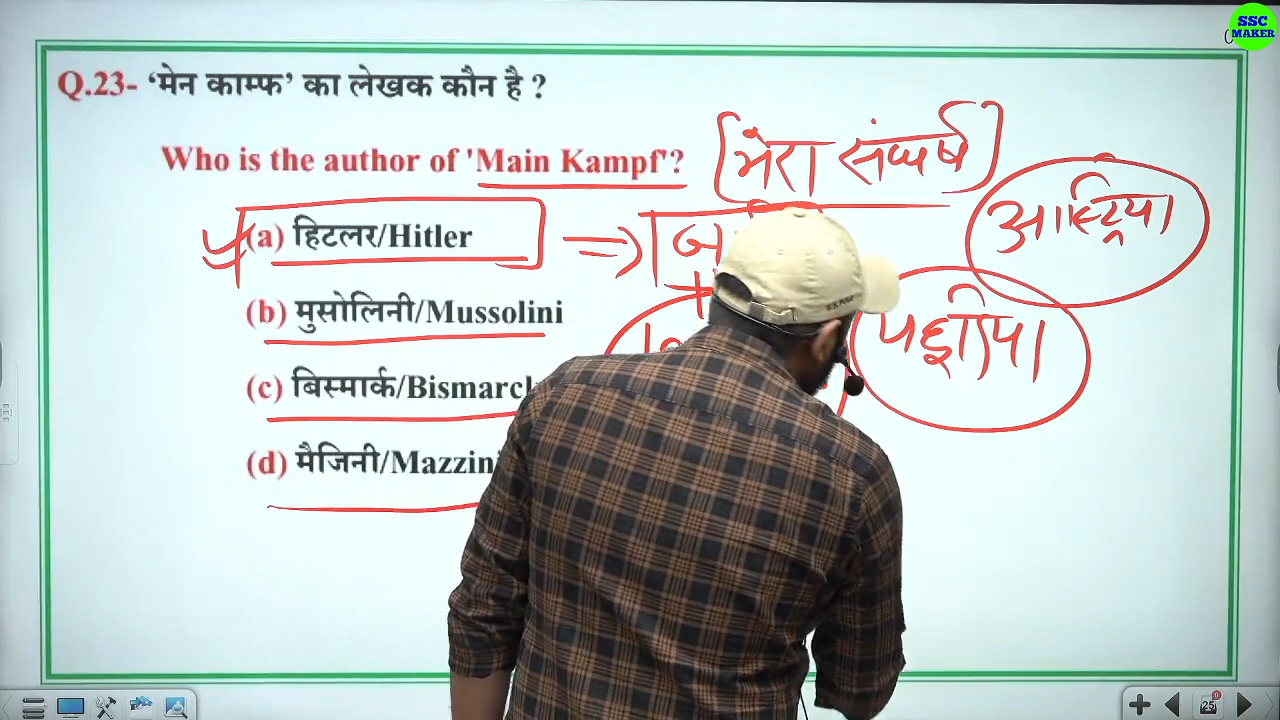 SSC
MAKER
Q.23- ‘मेन काम्फ’ का लेखक कौन है ?
Who is the author of 'Main Kampf'?
[मेरा संघर्ष]
आस्ट्रिया
(a) हिटलर/Hitler
(b) मुसोलिनी/Mussolini
(c) बिस्मार्क/Bismarck
(d) मैजिनी/Mazzini
25